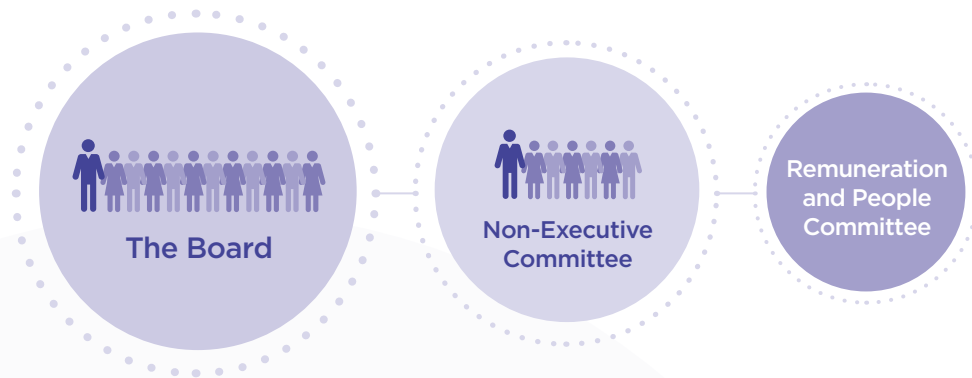 The Board
Non-Executive
Committee
Remuneration
and People
Committee